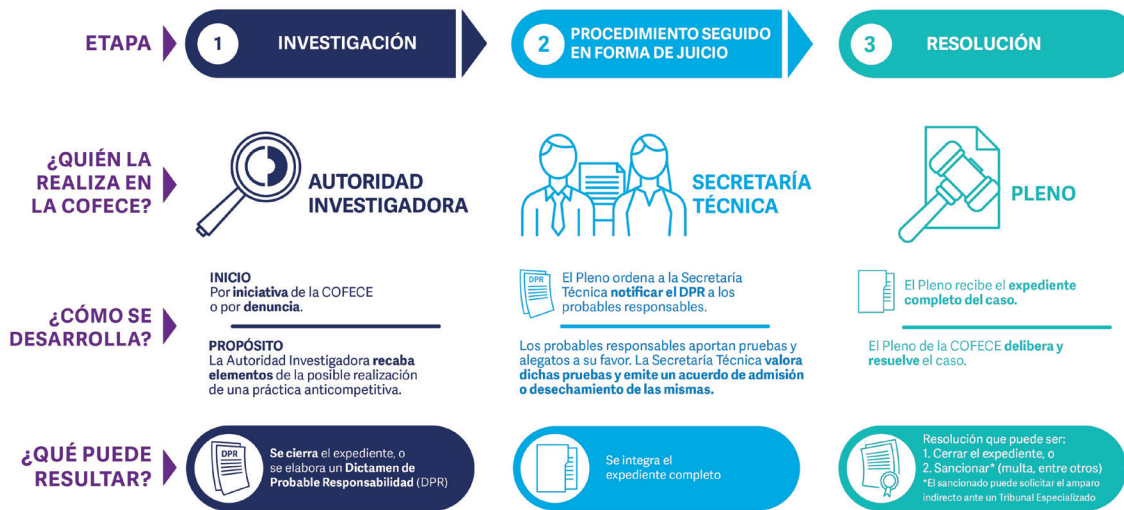 ETAPA
1
INVESTIGACIÓN
2
PROCEDIMIENTO SEGUIDO
EN FORMA DE JUICIO
3
RESOLUCIÓN
¿QUIÉN LA
REALIZA EN
LA COFECE?
AUTORIDAD
INVESTIGADORA
SECRETARÍA
TÉCNICA
PLENO
¿CÓMO SE
DESARROLLA?
INICIO
Por iniciativa de la COFECE
o por denuncia.
PROPÓSITO
La Autoridad Investigadora recaba
elementos de la posible realización
de una práctica anticompetitiva.
DPR
El Pleno ordena a la Secretaría
Técnica notificar el DPR a los
probables responsables.
Los probables responsables aportan pruebas y
alegatos a su favor. La Secretaría Técnica valora
dichas pruebas y emite un acuerdo de admisión
o desechamiento de las mismas.
El Pleno recibe el expediente
completo del caso.
El Pleno de la COFECE delibera y
resuelve el caso.
¿QUÉ PUEDE
RESULTAR?
DPR
Se cierra el expediente, o
se elabora un Dictamen de
Probable Responsabilidad (DPR)
Se integra el
expediente completo
Resolución que puede ser:
1. Cerrar el expediente, o
2. Sancionar* (multa, entre otros)
*El sancionado puede solicitar el amparo
indirecto ante un Tribunal Especializado